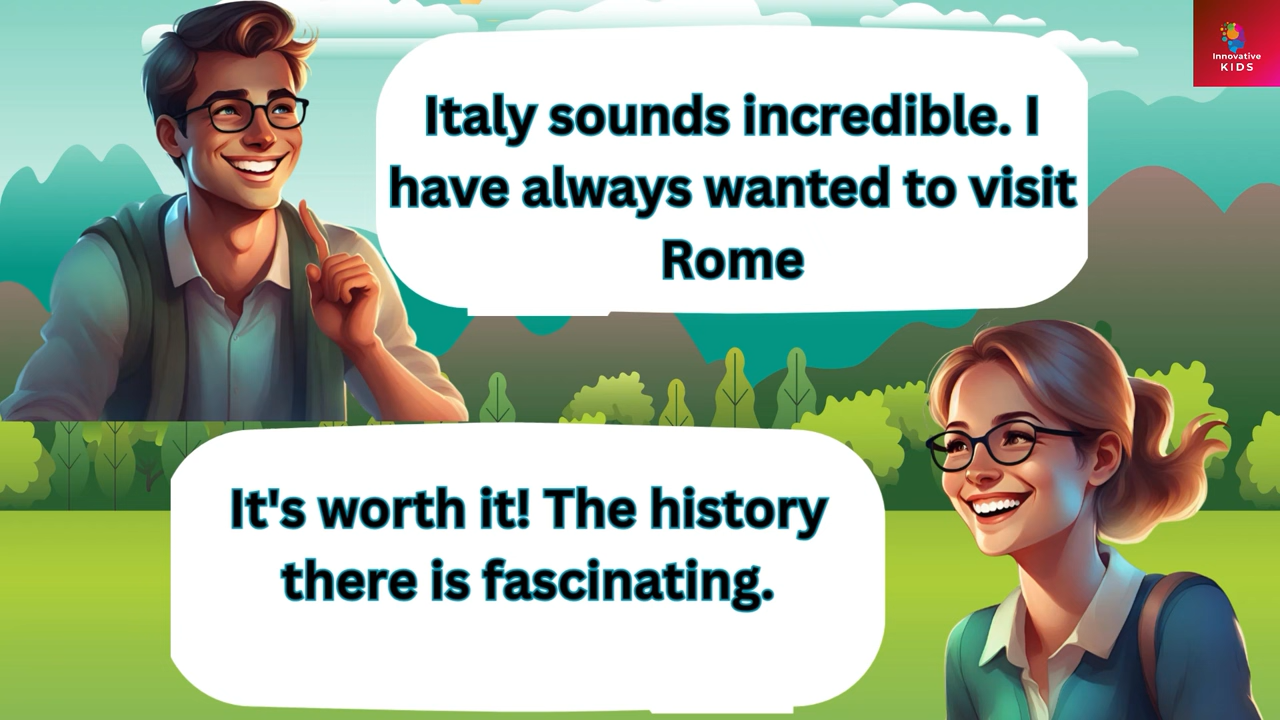 Innovative
KIDS
Italy sounds incredible. I
have always wanted to visit
Rome
It's worth it! The history
there is fascinating.